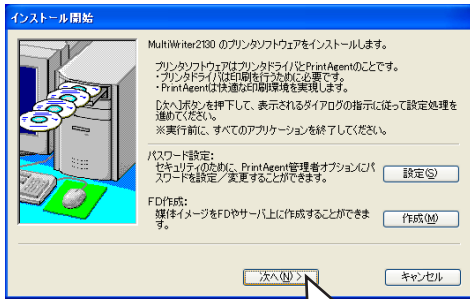 インストール開始
MultiWriter2130 のプリンタソフトウェアをインストールします。
プリンタソフトウェアはプリンタドライバとPrintAgentのことです。
・プリンタドライバは印刷を行うために必要です。
・PrintAgentは快適な印刷環境を実現します。
[次へ]ボタンを押下して、表示されるダイアログの指示に従って設定処理を
進めてください。
※実行前に、すべてのアプリケーションを終了してください。
パスワード設定:
セキュリティのために、PrintAgent管理者オプションにパ
スワードを設定／変更することができます。
設定(S)
FD作成:
媒体イメージをFDやサーバ上に作成することができま
す。
作成(M)
次へ(N) >
キャンセル